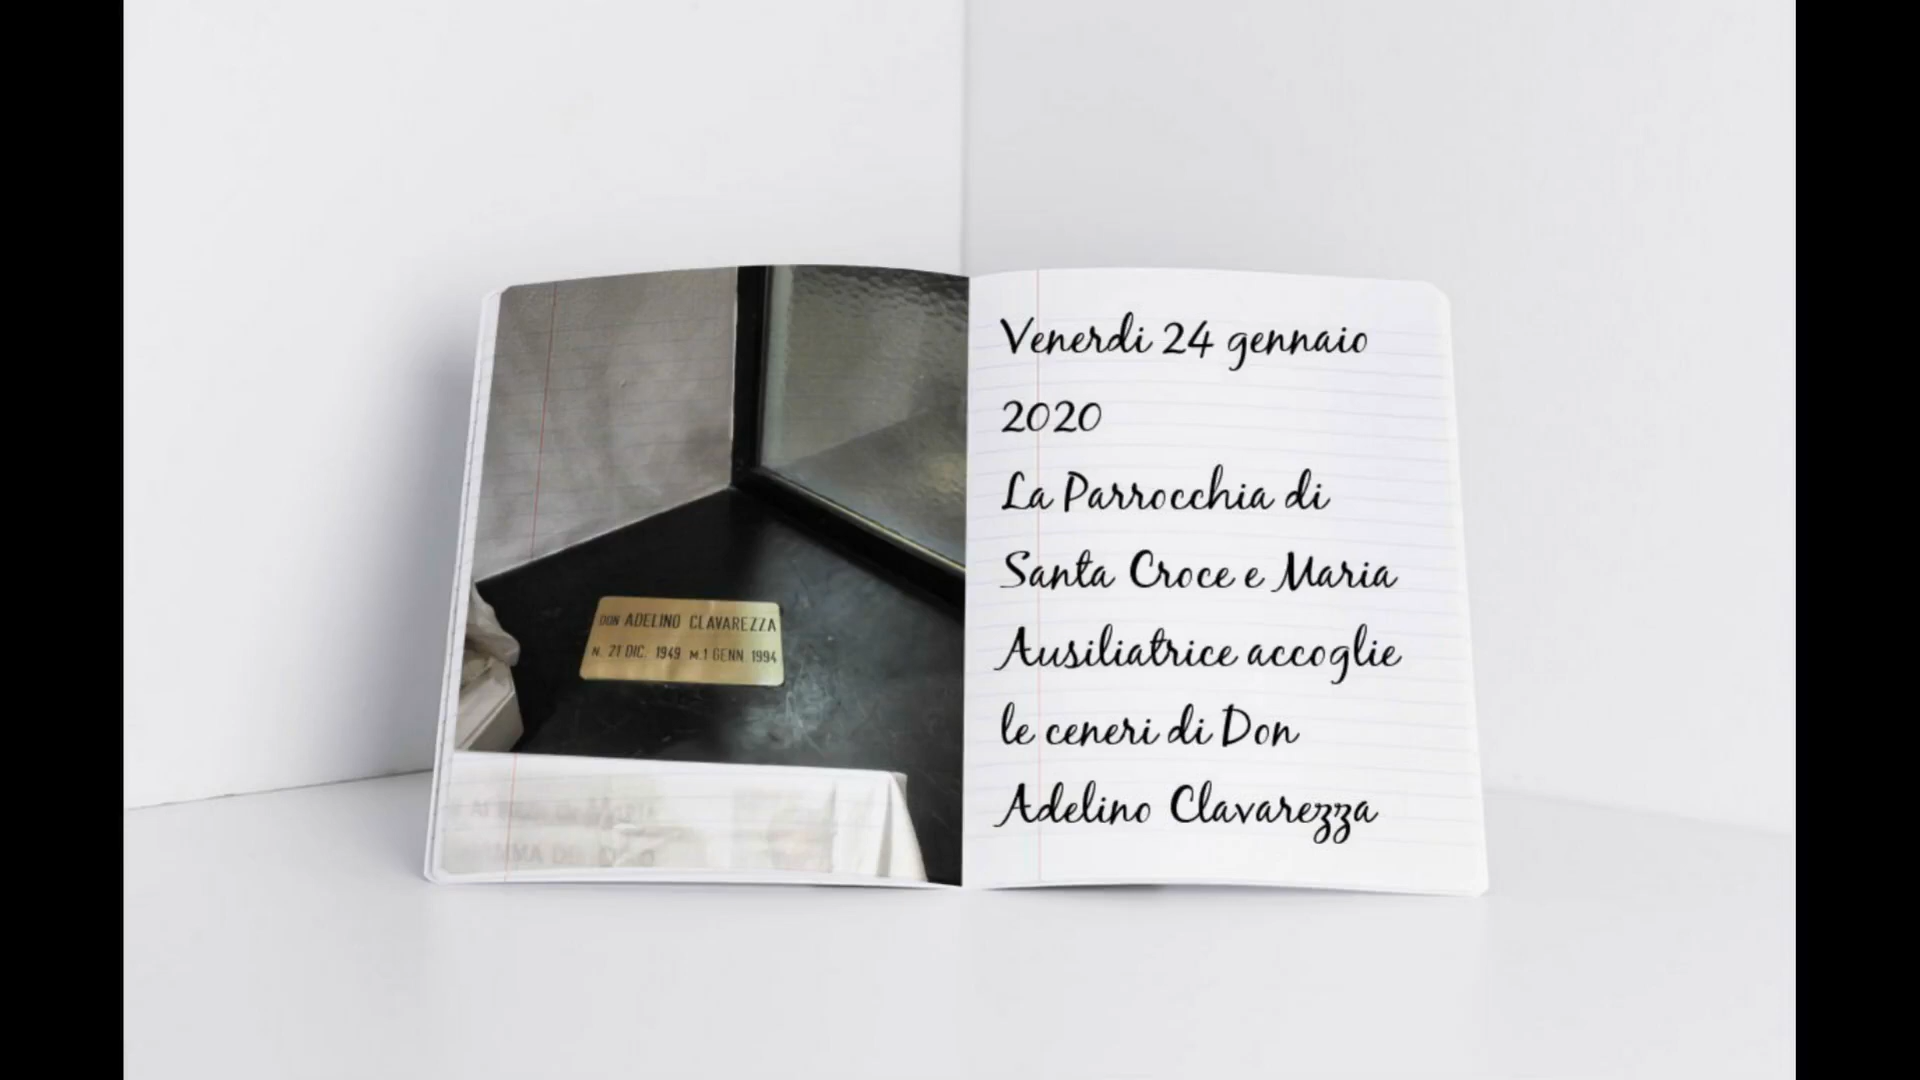 DON ADELINO CLAVAREZZA
N. 21 DIC. 1949 M.1 GENN 1994
Venerdi 24 gennaio
2020
La Parrocchia di
Santa Croce e Maria
Ausiliatrice accoglie
le ceneri di Don
Adelino Clavarezza